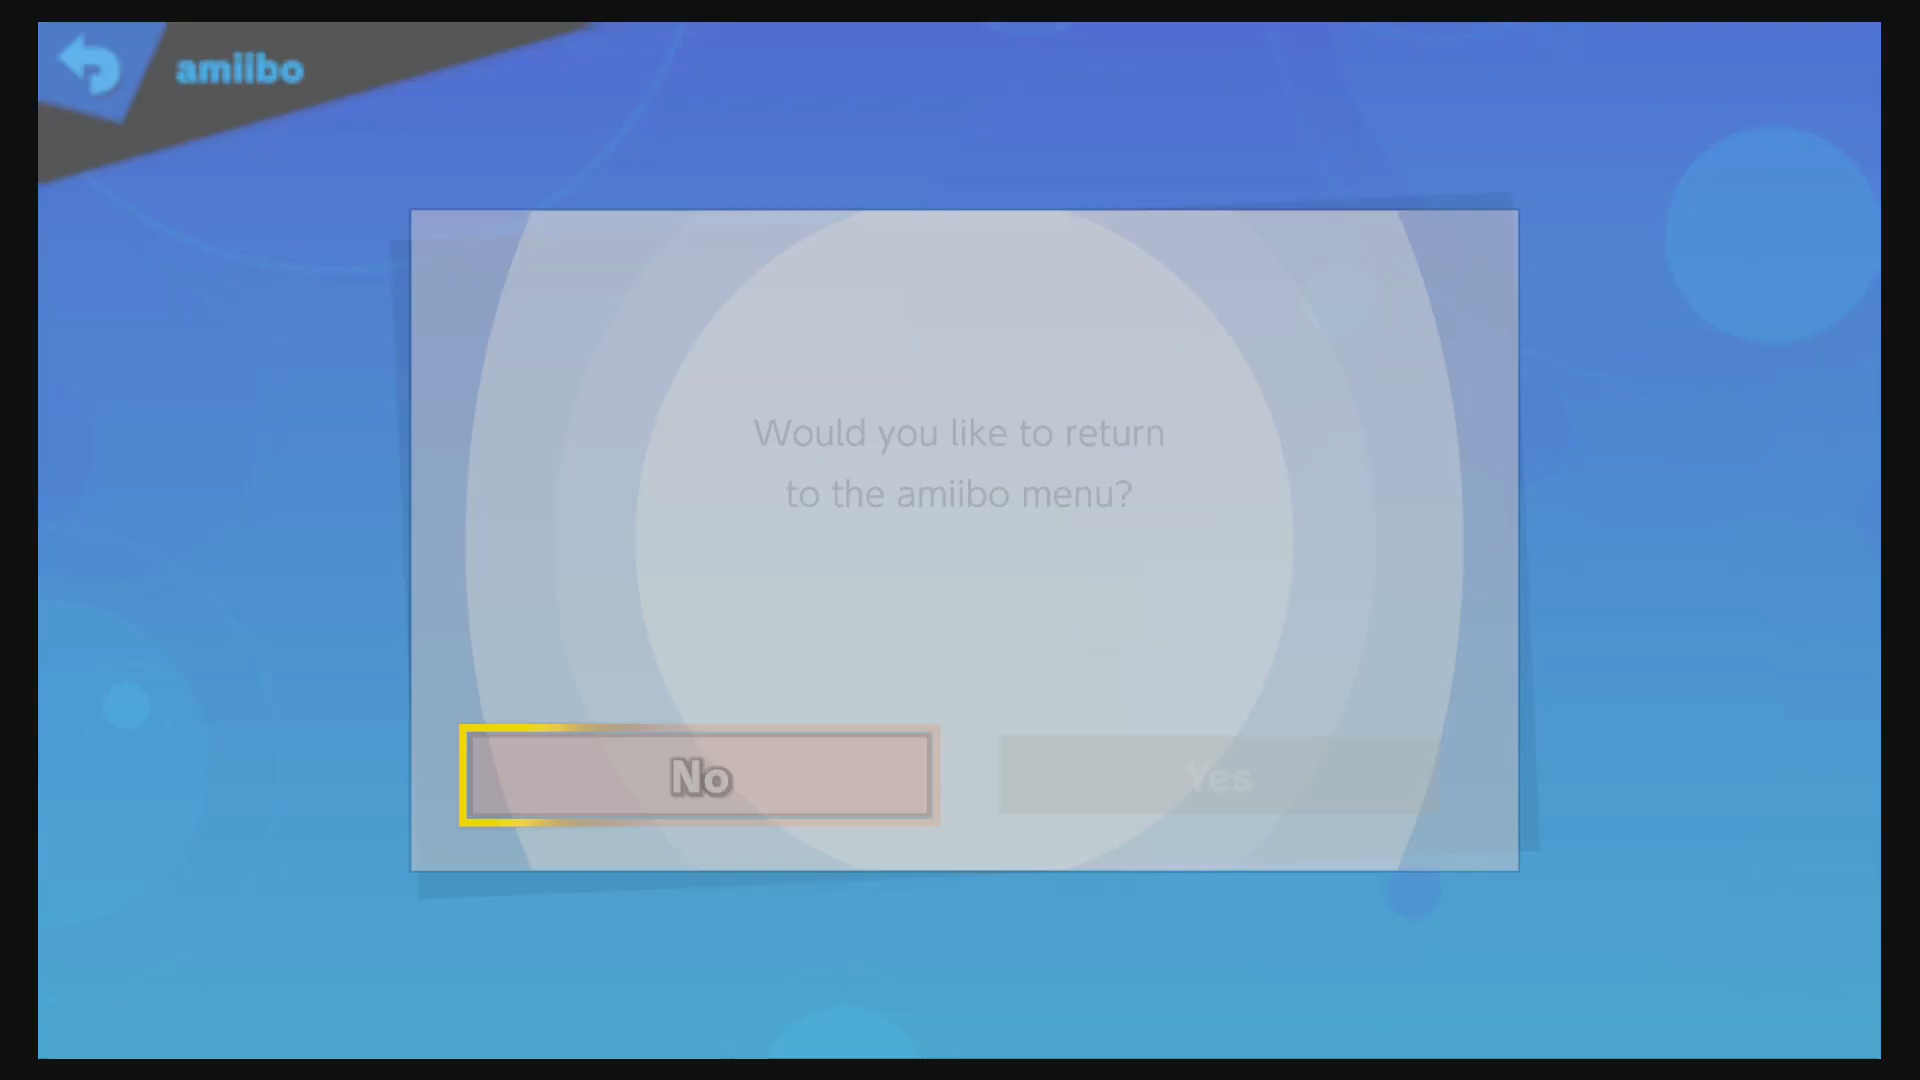 amiibo
Would you like to return
to the amiibo menu?
No
Yes